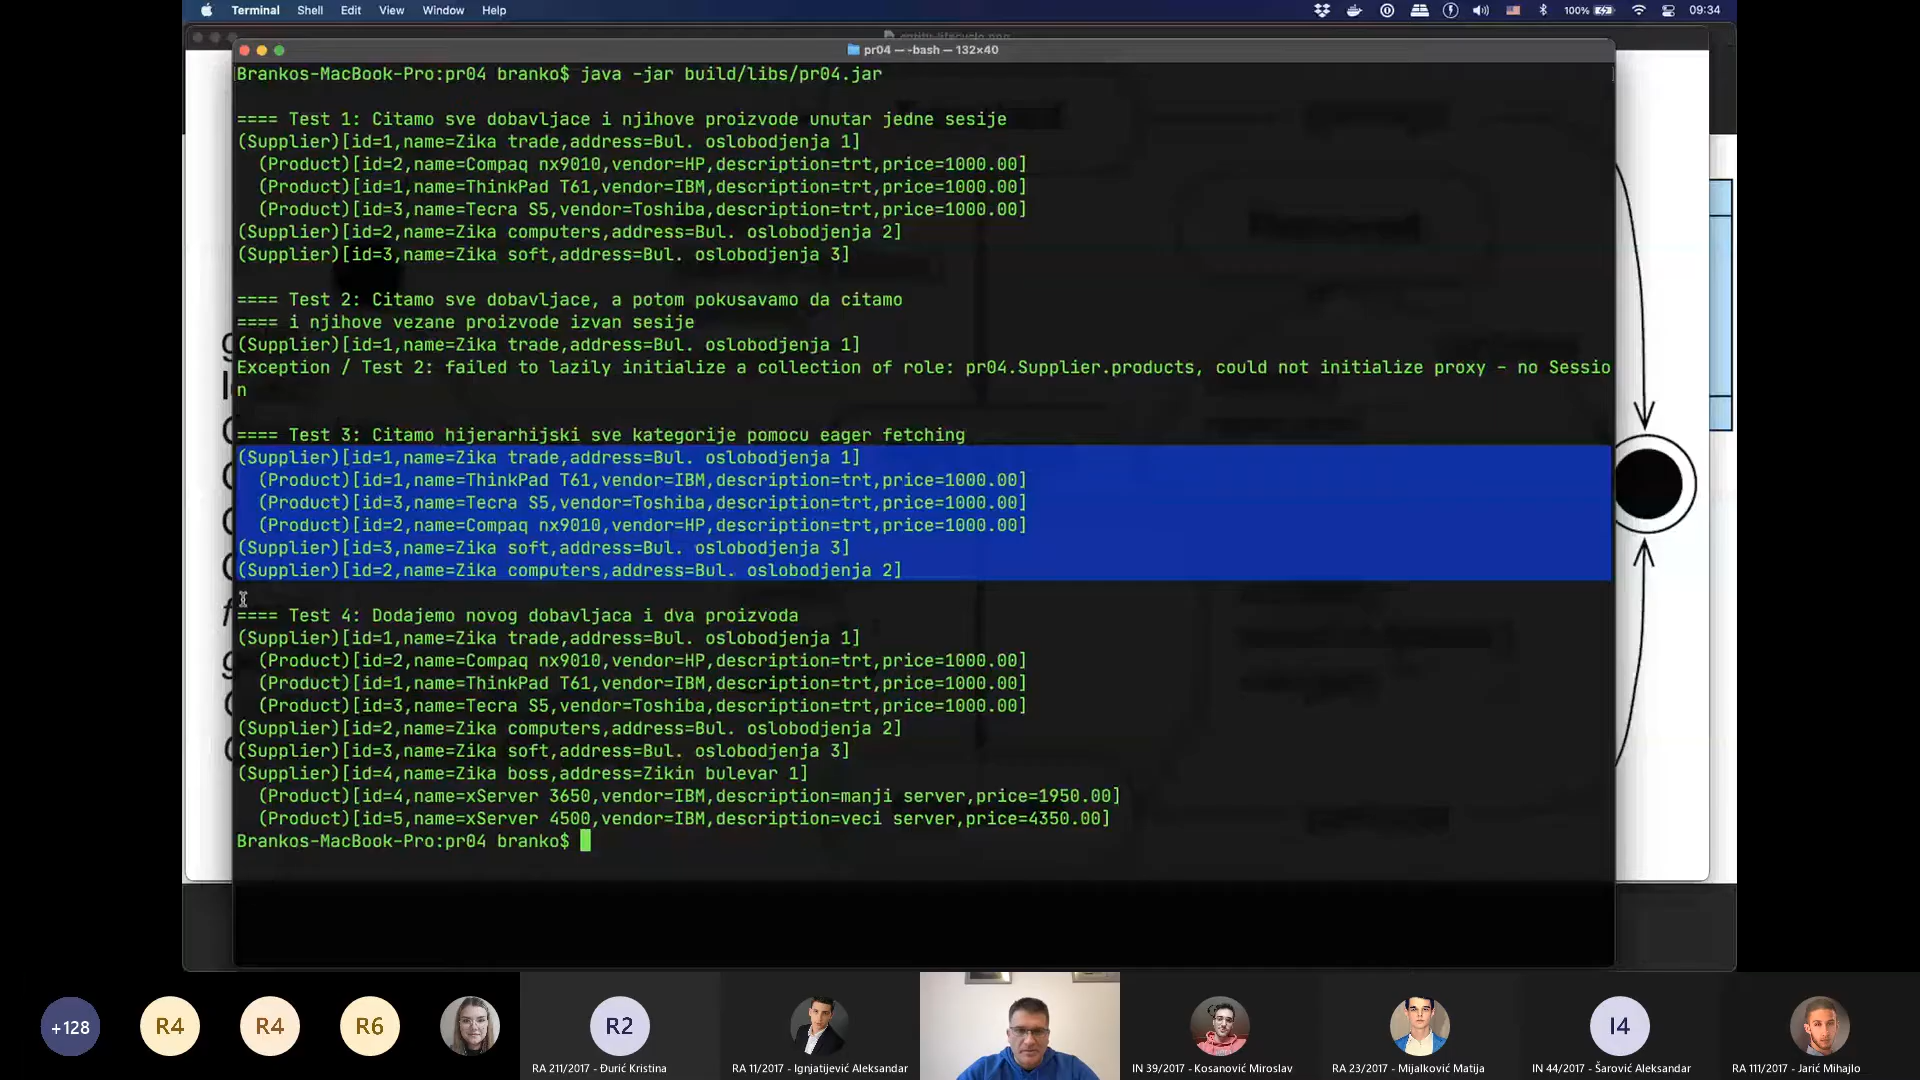 Terminal Shell Edit View Window Help 100% 09:34
pr04 — -bash — 132×40
Brankos-MacBook-Pro:pr04 branko$ java -jar build/libs/pr04.jar
==== Test 1: Citamo sve dobavljace i njihove proizvode unutar jedne sesije
(Supplier)[id=1,name=Zika trade,address=Bul. oslobodjenja 1]
(Product)[id=2,name=Compaq nx9010,vendor=HP,description=trt,price=1000.00]
(Product)[id=1,name=ThinkPad T61,vendor=IBM,description=trt,price=1000.00]
(Product)[id=3,name=Tecra S5,vendor=Toshiba,description=trt,price=1000.00]
(Supplier)[id=2,name=Zika computers,address=Bul. oslobodjenja 2]
(Supplier)[id=3,name=Zika soft,address=Bul. oslobodjenja 3]
==== Test 2: Citamo sve dobavljace, a potom pokusavamo da citamo
==== i njihove vezane proizvode izvan sesije
(Supplier)[id=1,name=Zika trade,address=Bul. oslobodjenja 1]
Exception / Test 2: failed to lazily initialize a collection of role: pr04.Supplier.products, could not initialize proxy - no Sessio
n
==== Test 3: Citamo hijerarhijski sve kategorije pomocu eager fetching
(Supplier)[id=1,name=Zika trade,address=Bul. oslobodjenja 1]
(Product)[id=1,name=ThinkPad T61,vendor=IBM,description=trt,price=1000.00]
(Product)[id=3,name=Tecra S5,vendor=Toshiba,description=trt,price=1000.00]
(Product)[id=2,name=Compaq nx9010,vendor=HP,description=trt,price=1000.00]
(Supplier)[id=3,name=Zika soft,address=Bul. oslobodjenja 3]
(Supplier)[id=2,name=Zika computers,address=Bul. oslobodjenja 2]
==== Test 4: Dodajemo novog dobavljaca i dva proizvoda
(Supplier)[id=1,name=Zika trade,address=Bul. oslobodjenja 1]
(Product)[id=2,name=Compaq nx9010,vendor=HP,description=trt,price=1000.00]
(Product)[id=1,name=ThinkPad T61,vendor=IBM,description=trt,price=1000.00]
(Product)[id=3,name=Tecra S5,vendor=Toshiba,description=trt,price=1000.00]
(Supplier)[id=2,name=Zika computers,address=Bul. oslobodjenja 2]
(Supplier)[id=3,name=Zika soft,address=Bul. oslobodjenja 3]
(Supplier)[id=4,name=Zika boss,address=Zikin bulevar 1]
(Product)[id=4,name=xServer 3650,vendor=IBM,description=manji server,price=1950.00]
(Product)[id=5,name=xServer 4500,vendor=IBM,description=veci server,price=4350.00]
Brankos-MacBook-Pro:pr04 branko$
+128 R4 R4 R6 R2 I4
RA 211/2017 - Đurić Kristina RA 11/2017 - Ignjatijević Aleksandar IN 39/2017 - Kosanović Miroslav RA 23/2017 - Mijalković Matija IN 44/2017 - Šarović Aleksandar RA 111/2017 - Jarić Mihajlo